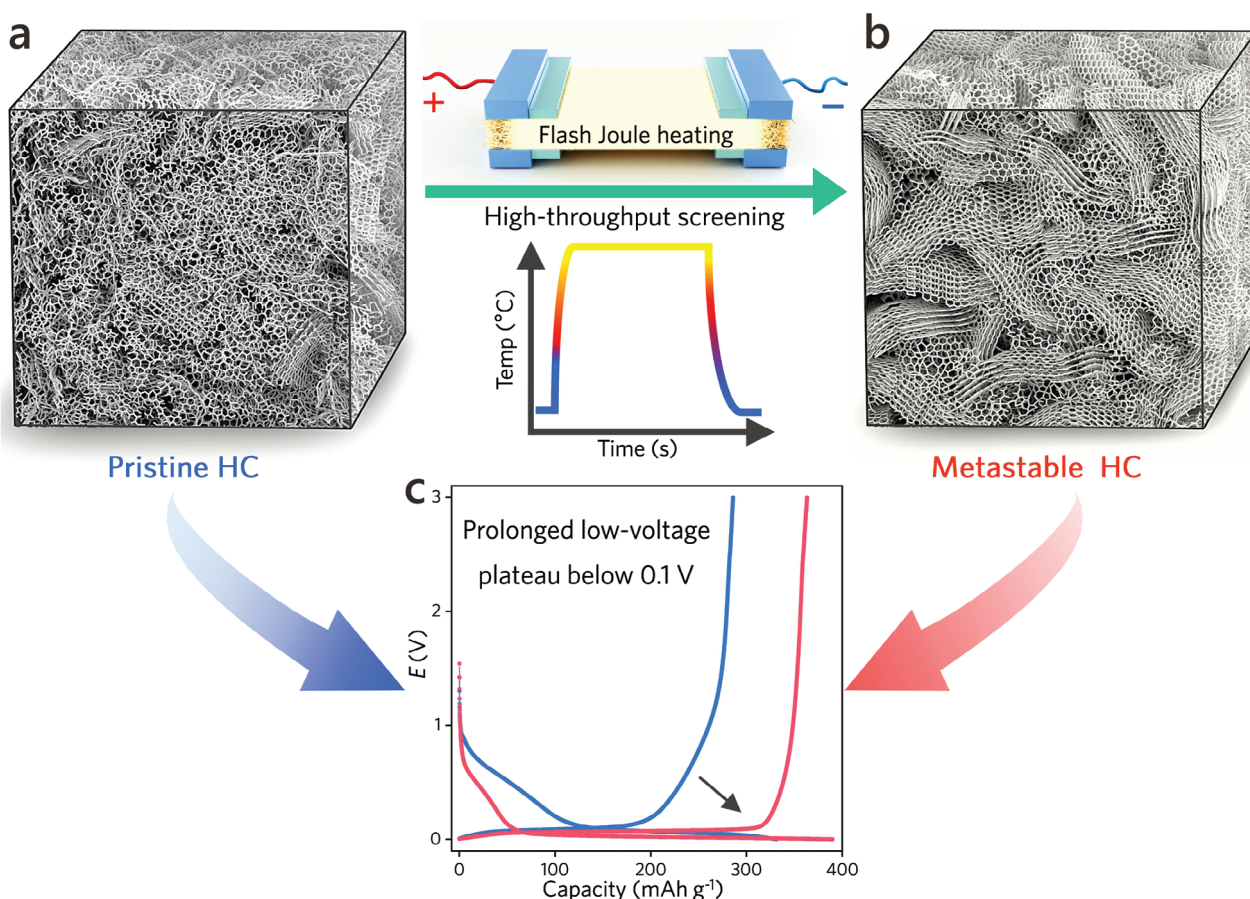 a
b
+
−
Flash Joule heating
High-throughput screening
Temp (°C)
Time (s)
Pristine HC
Metastable HC
c
Prolonged low-voltage
plateau below 0.1 V
E (V)
3
2
1
0
0 100 200 300 400
Capacity (mAh g⁻¹)